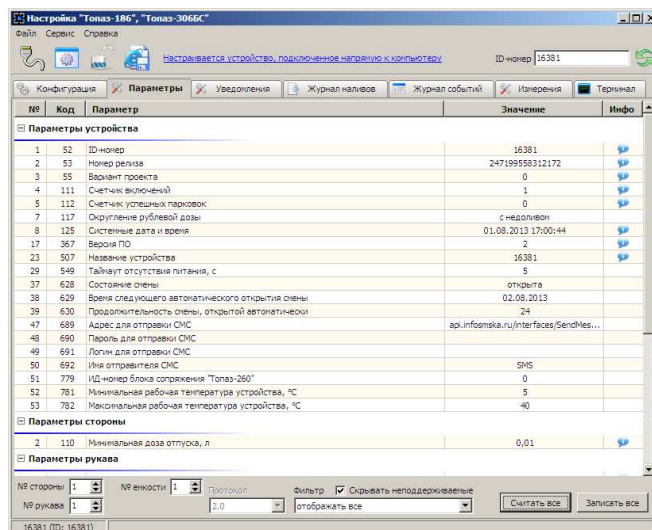 Настройка "Топаз-186", "Топаз-306БС"
Файл Сервис Справка
Настраивается устройство, подключенное напрямую к компьютеру
ID-номер 16381
Конфигурация Параметры Уведомления Журнал наливов Журнал событий Измерения Терминал
№ Код Параметр Значение Инфо
Параметры устройства
1 52 ID-номер 16381
2 53 Номер релиза 247199558312172
3 55 Вариант проекта 0
4 111 Счетчик включений 1
5 112 Счетчик успешных парковок 0
7 117 Округление рублевой дозы с недоливом
8 125 Системные дата и время 01.08.2013 17:00:44
17 367 Версия ПО 2
23 507 Название устройства 16381
29 549 Таймаут отсутствия питания, с 5
37 628 Состояние смены открыта
38 629 Время следующего автоматического открытия смены 02.08.2013
39 630 Продолжительность смены, открытой автоматически 24
47 689 Адрес для отправки СМС api.infosmska.ru/interfaces/SendMes...
48 690 Пароль для отправки СМС
49 691 Логин для отправки СМС
50 692 Имя отправителя СМС SMS
51 779 ИД-номер блока сопряжения "Топаз-260" 0
52 781 Минимальная рабочая температура устройства, °С 5
53 782 Максимальная рабочая температура устройства, °С 40
Параметры стороны
2 110 Минимальная доза отпуска, л 0,01
Параметры рукава
№ стороны 1 № емкости 1 Протокол Фильтр Скрывать неподдерживаемые
№ рукава 1 2.0 отображать все Считать все Записать все
16381 (ID: 16381)